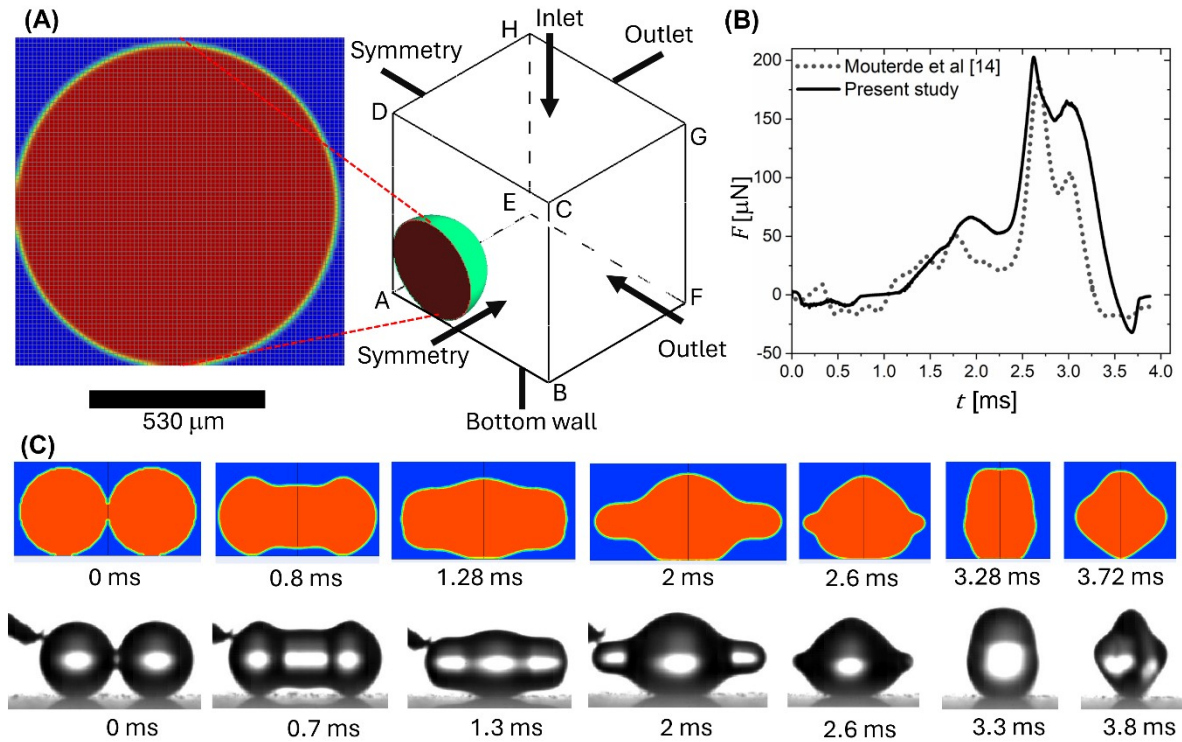 (A)
530 μm
Symmetry
H
Inlet
Outlet
D
G
E
C
A
F
Symmetry
Outlet
B
Bottom wall
(B)
F [μN]
200
150
100
50
0
-50
Mouterde et al [14]
Present study
0.0 0.5 1.0 1.5 2.0 2.5 3.0 3.5 4.0
t [ms]
(C)
0 ms 0.8 ms 1.28 ms 2 ms 2.6 ms 3.28 ms 3.72 ms
0 ms 0.7 ms 1.3 ms 2 ms 2.6 ms 3.3 ms 3.8 ms